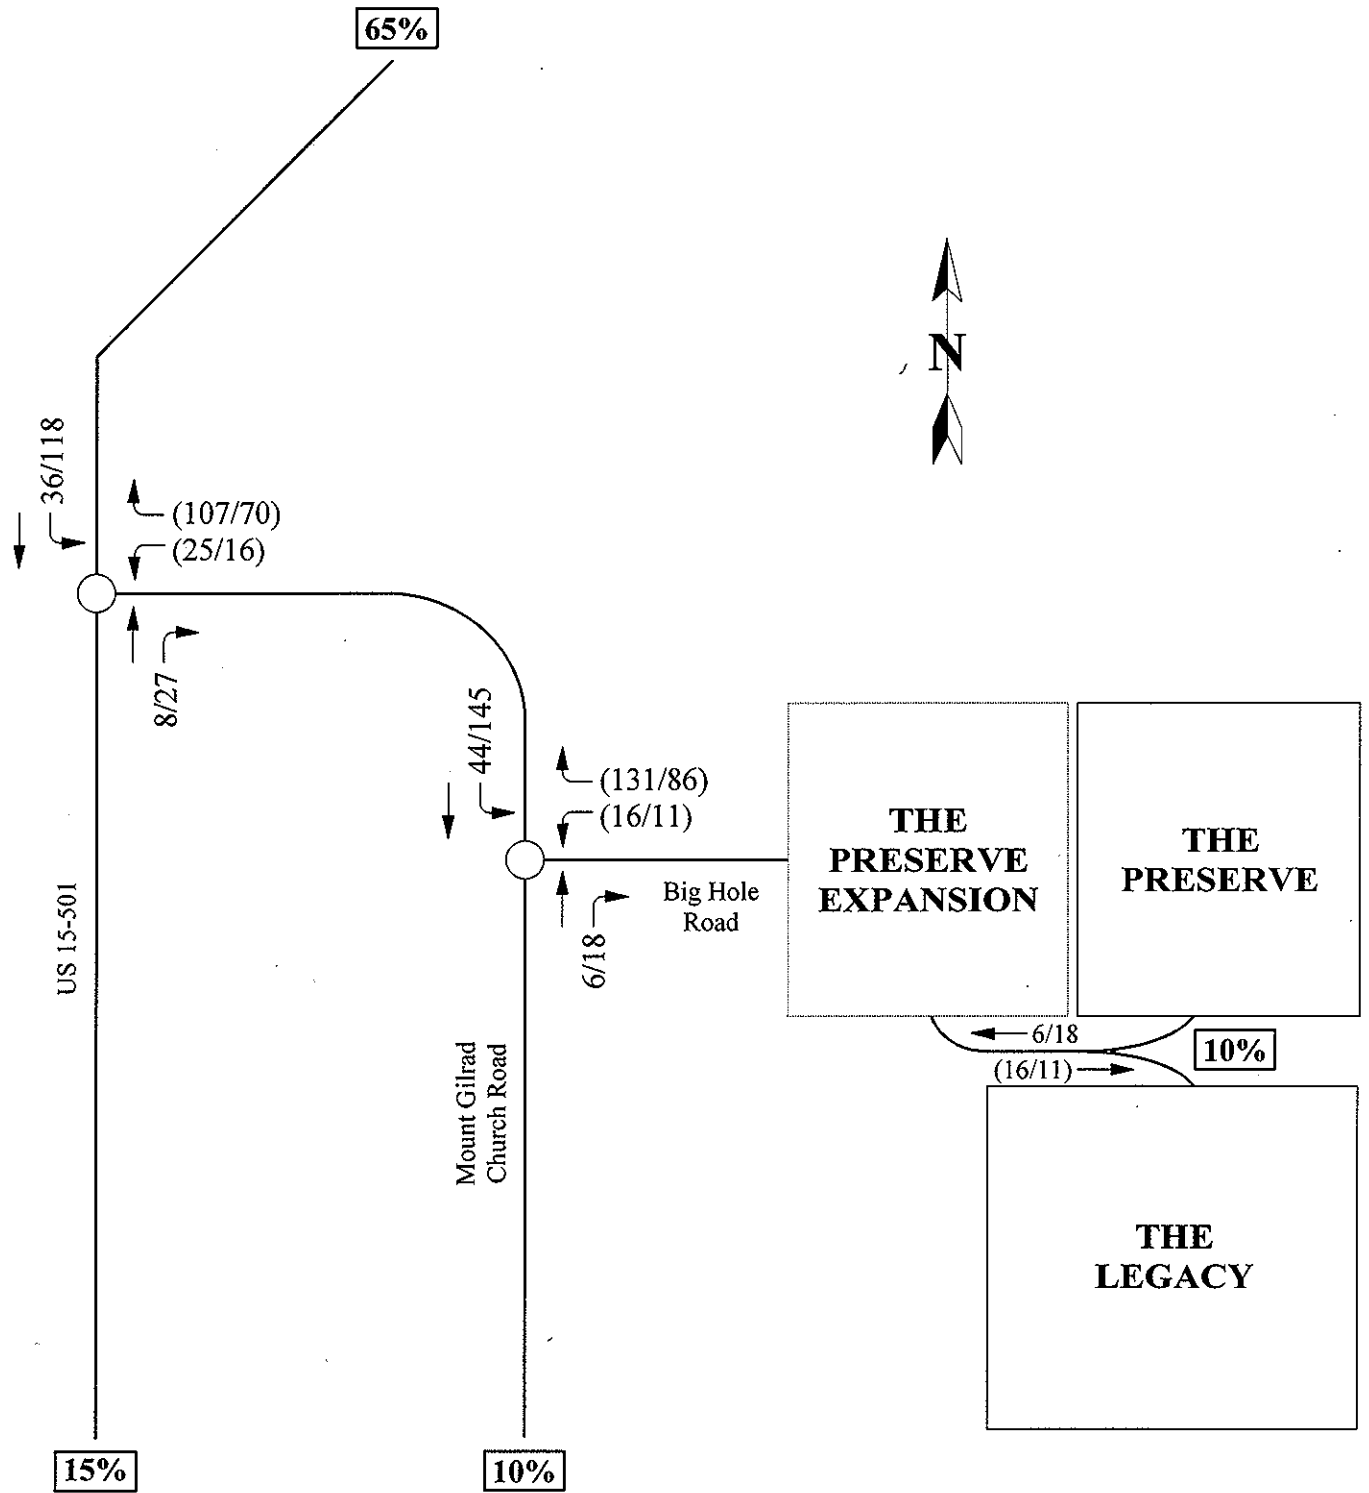 65%
36/118
(107/70)
(25/16)
8/27
N
44/145
(131/86)
(16/11)
6/18
Big Hole
Road
THE
PRESERVE
EXPANSION
THE
PRESERVE
US 15-501
Mount Gilrad
Church Road
6/18
(16/11)
10%
THE
LEGACY
15%
10%